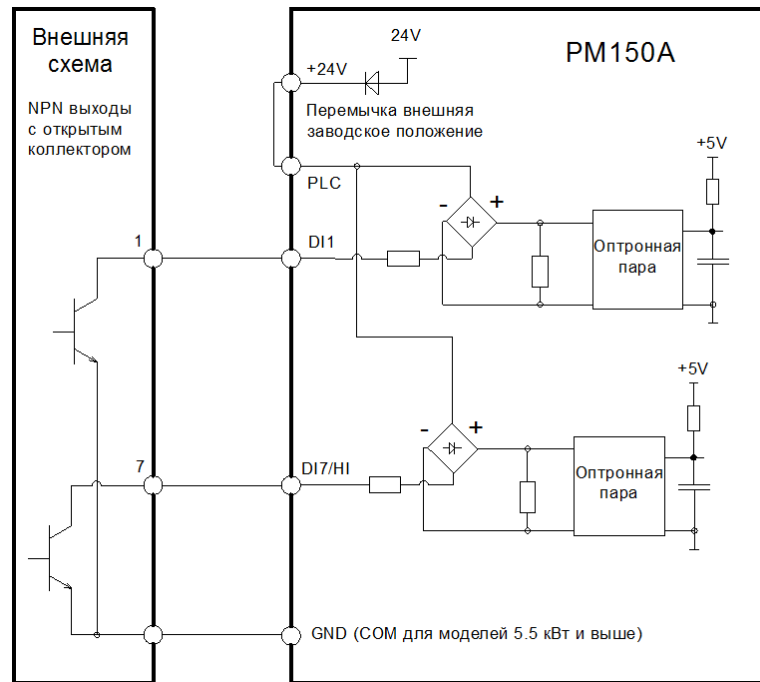 Внешняя
схема
NPN выходы
с открытым
коллектором
24V
+24V
PM150A
Перемычка внешняя
заводское положение
PLC
+5V
-
+
1
DI1
Оптронная
пара
+5V
-
+
7
DI7/HI
Оптронная
пара
GND (COM для моделей 5.5 кВт и выше)